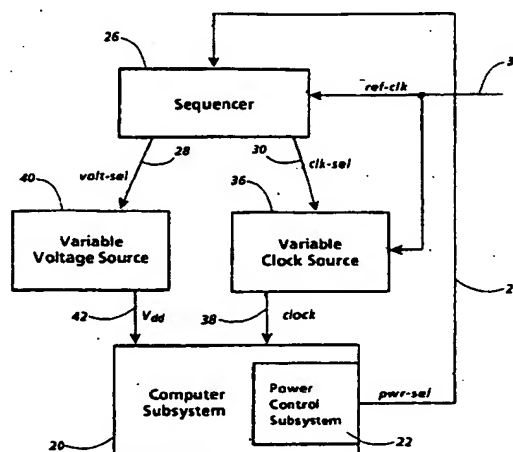 26
Sequencer
ref-clk
3
28
30
volt-sel
clk-sel
40
36
Variable
Voltage Source
Variable
Clock Source
2
42
Vdd
38
clock
Computer
Subsystem
Power
Control
Subsystem
pwr-sel
20
22